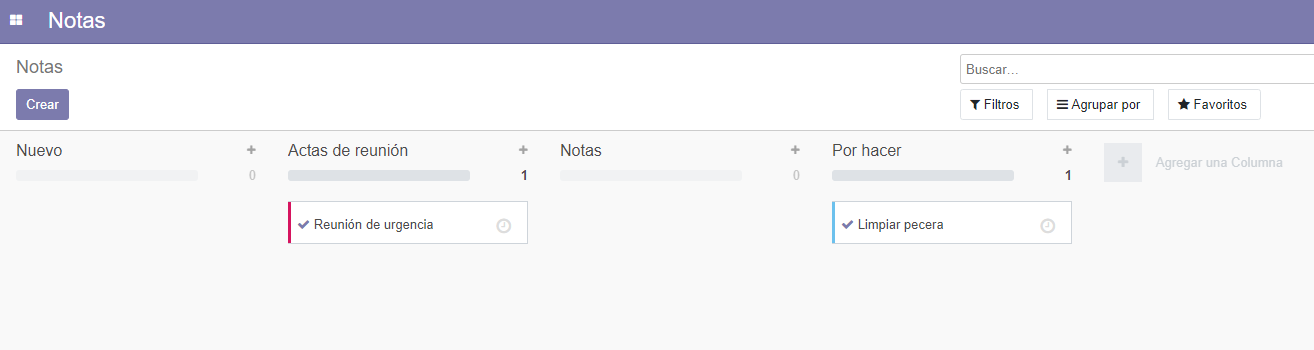 Notas
Notas
Buscar...
Crear
Filtros
Agrupar por
Favoritos
Nuevo
0
Actas de reunión
1
Notas
0
Por hacer
1
Agregar una Columna
Reunión de urgencia
Limpiar pecera